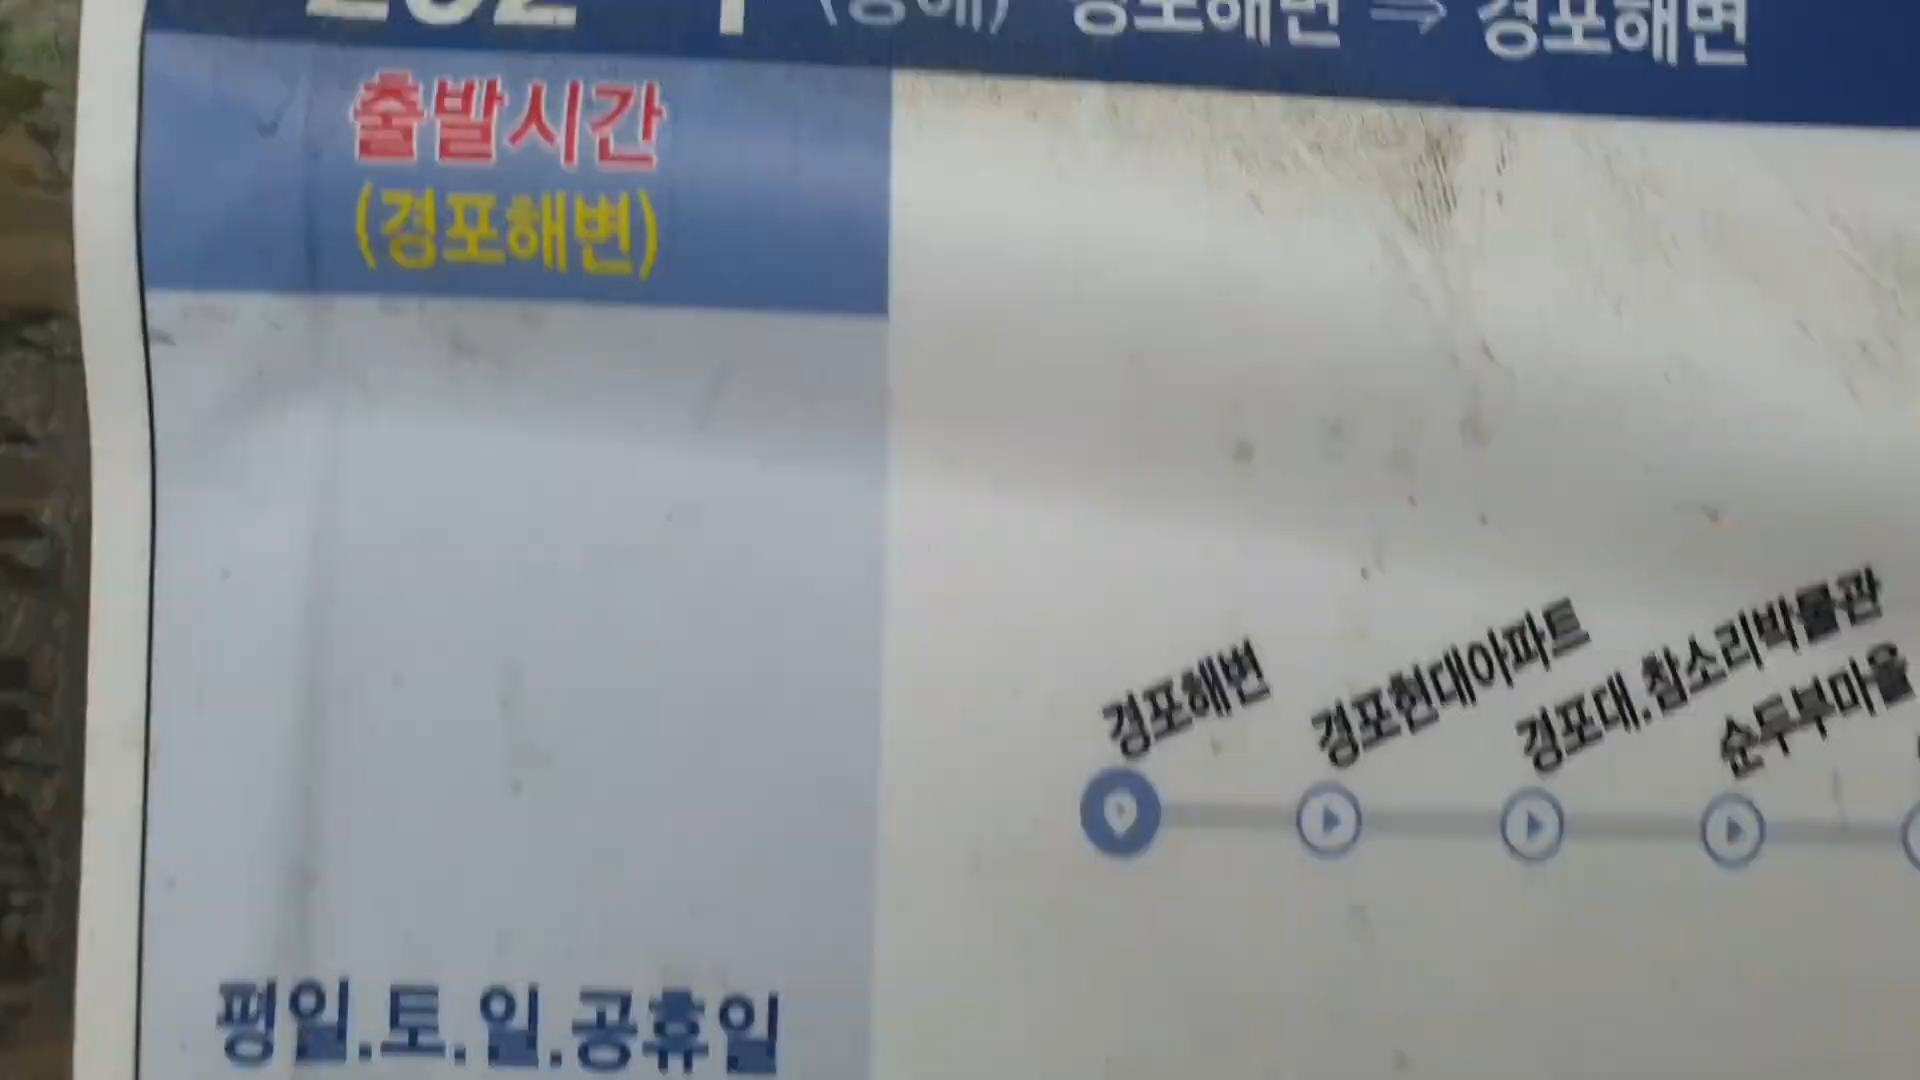 202-1 경포해변 ⇒ 경포해변
출발시간
(경포해변)
경포해변
경포현대아파트
경포대.참소리박물관
순두부마을
평일.토.일.공휴일